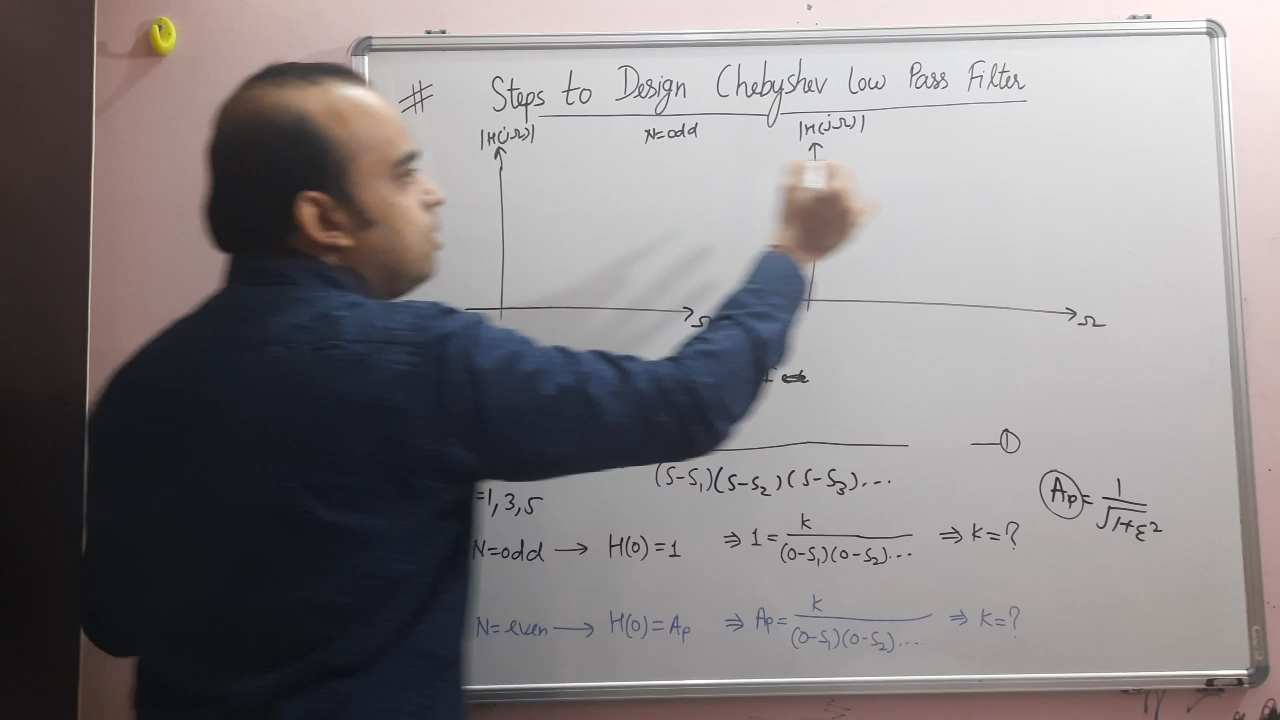 # Steps to Design Chebyshev Low Pass Filter
|H(jΩ)| N=odd |H(jΩ)|
Ω Ω
①
(S-S₁)(S-S₂)(S-S₃)...
=1,3,5
Ap = 1/√(1+ε²)
N=odd → H(0)=1 ⇒ 1 = k/((0-S₁)(0-S₂)...) ⇒ k=?
N=even → H(0)=Ap ⇒ Ap = k/((0-S₁)(0-S₂)....) ⇒ k=?